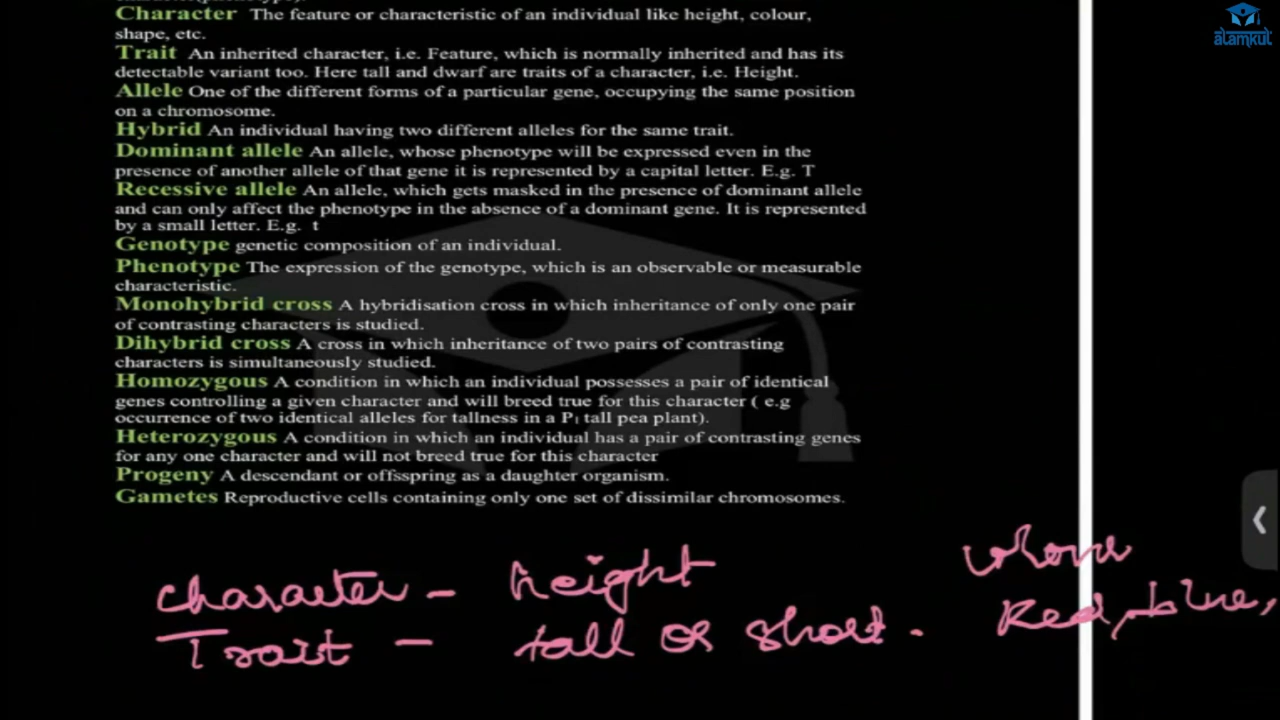 alamkul
Character The feature or characteristic of an individual like height, colour,
shape, etc.
Trait An inherited character, i.e. Feature, which is normally inherited and has its
detectable variant too. Here tall and dwarf are traits of a character, i.e. Height.
Allele One of the different forms of a particular gene, occupying the same position
on a chromosome.
Hybrid An individual having two different alleles for the same trait.
Dominant allele An allele, whose phenotype will be expressed even in the
presence of another allele of that gene it is represented by a capital letter. E.g. T
Recessive allele An allele, which gets masked in the presence of dominant allele
and can only affect the phenotype in the absence of a dominant gene. It is represented
by a small letter. E.g. t
Genotype genetic composition of an individual.
Phenotype The expression of the genotype, which is an observable or measurable
characteristic.
Monohybrid cross A hybridisation cross in which inheritance of only one pair
of contrasting characters is studied.
Dihybrid cross A cross in which inheritance of two pairs of contrasting
characters is simultaneously studied.
Homozygous A condition in which an individual possesses a pair of identical
genes controlling a given character and will breed true for this character ( e.g
occurrence of two identical alleles for tallness in a P₁ tall pea plant).
Heterozygous A condition in which an individual has a pair of contrasting genes
for any one character and will not breed true for this character
Progeny A descendant or offsspring as a daughter organism.
Gametes Reproductive cells containing only one set of dissimilar chromosomes.
Character - height
Trait - tall or short. Red, blue,